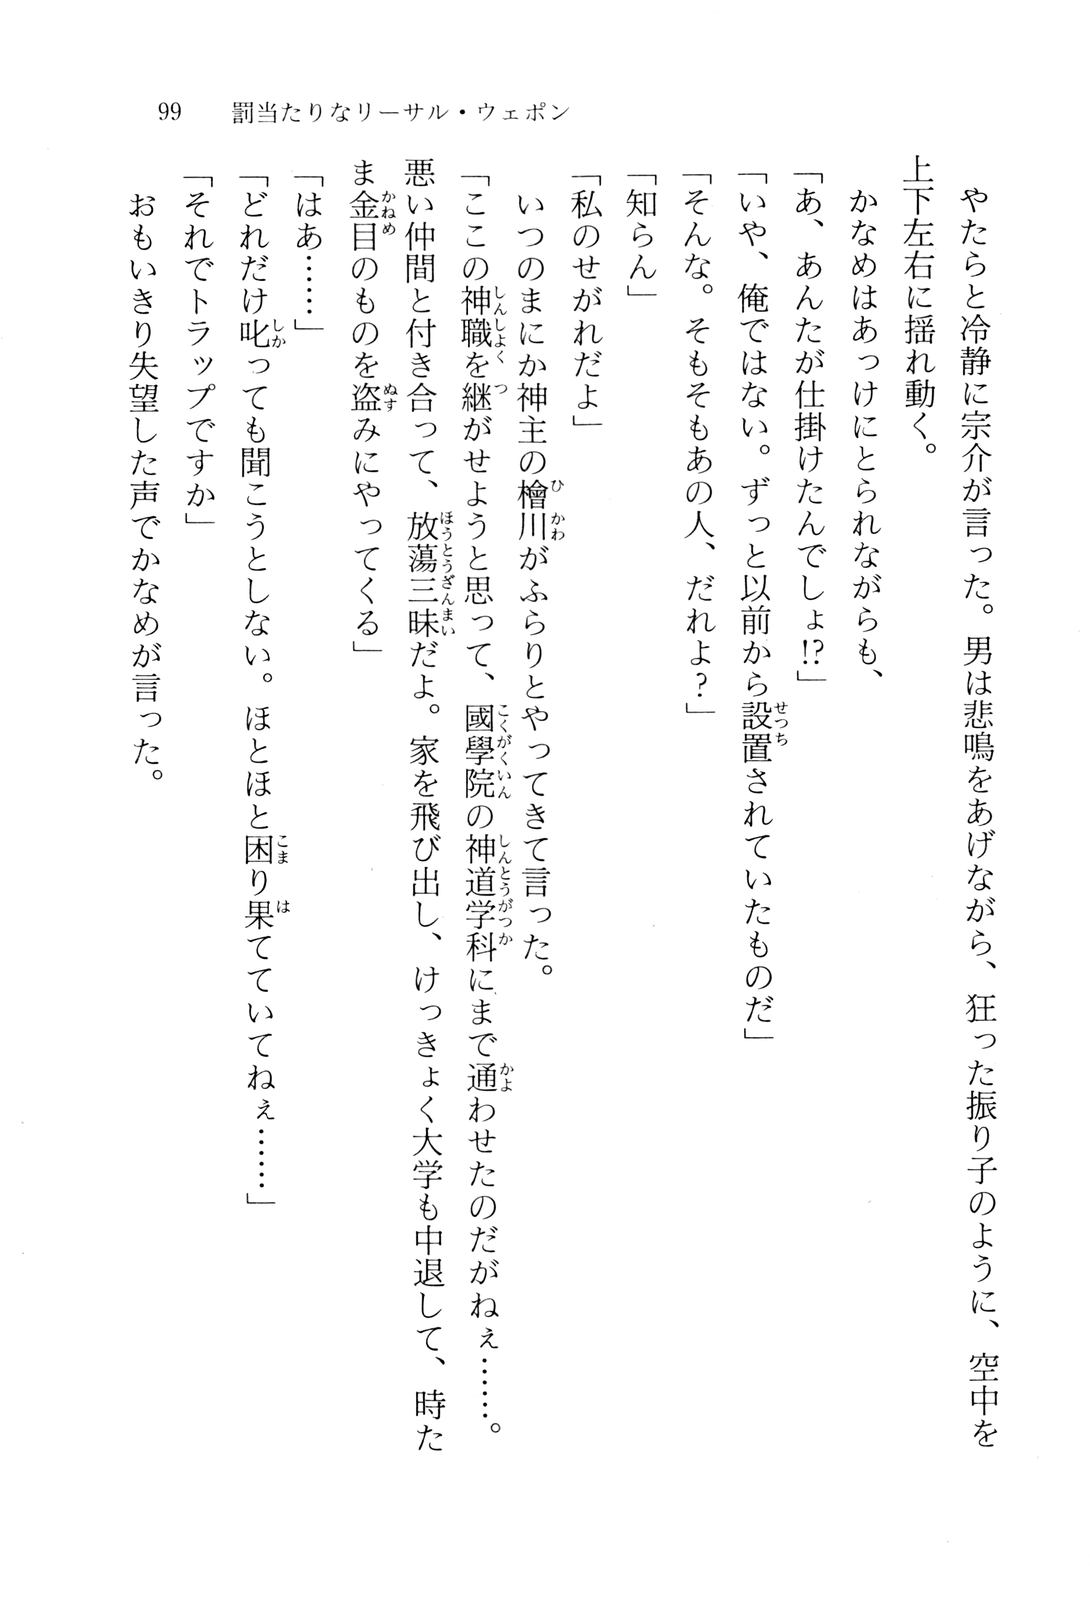 99　罰当たりなリーサル・ウェポン
　やたらと冷静に宗介が言った。男は悲鳴をあげながら、狂った振り子のように、空中を
上下左右に揺れ動く。
　かなめはあっけにとられながらも、
「あ、あんたが仕掛けたんでしょ!?」
「いや、俺ではない。ずっと以前から設置されていたものだ」
「そんな。そもそもあの人、だれよ?」
「知らん」
「私のせがれだよ」
　いつのまにか神主の檜川がふらりとやってきて言った。
「ここの神職を継がせようと思って、國學院の神道学科にまで通わせたのだがねぇ……。
悪い仲間と付き合って、放蕩三昧だよ。家を飛び出し、けっきょく大学も中退して、時た
ま金目のものを盗みにやってくる」
「はあ……」
「どれだけ叱っても聞こうとしない。ほとほと困り果てていてねぇ……」
「それでトラップですか」
　おもいきり失望した声でかなめが言った。